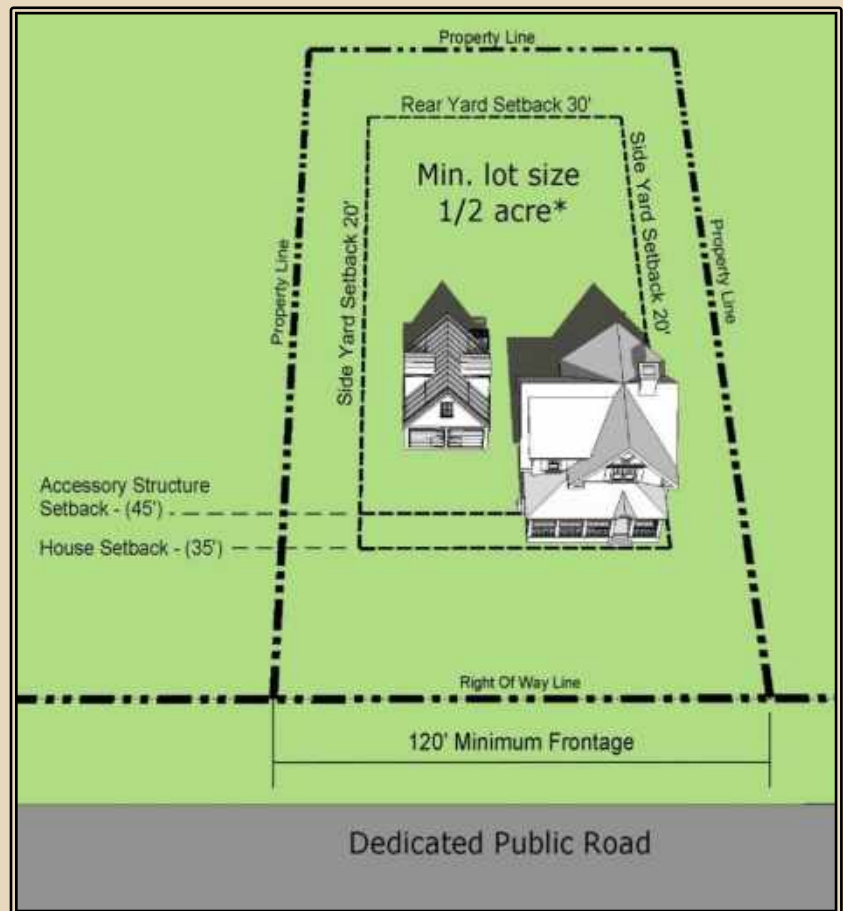 Property Line
Rear Yard Setback 30'
Min. lot size
1/2 acre*
Side Yard Setback 20'
Side Yard Setback 20'
Property Line
Property Line
Accessory Structure
Setback - (45')
House Setback - (35')
Right Of Way Line
120' Minimum Frontage
Dedicated Public Road